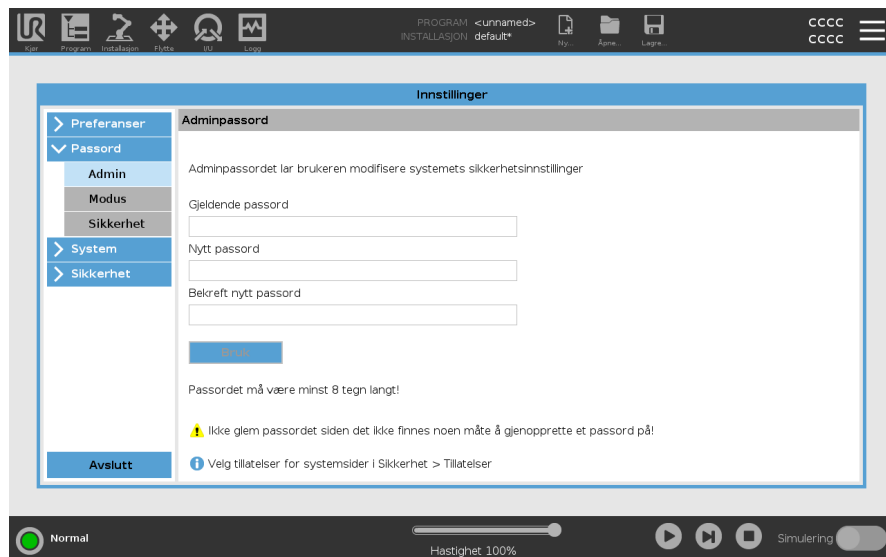 UR
PROGRAM <unnamed>
INSTALLASJON default*
Kjør Program Installasjon Flytte I/U Logg
Ny... Åpne... Lagre...
cccc
cccc
Innstillinger
Preferanser
Passord
Admin
Modus
Sikkerhet
System
Sikkerhet
Avslutt
Adminpassord
Adminpassordet lar brukeren modifisere systemets sikkerhetsinnstillinger
Gjeldende passord
Nytt passord
Bekreft nytt passord
Bruk
Passordet må være minst 8 tegn langt!
Ikke glem passordet siden det ikke finnes noen måte å gjenopprette et passord på!
Velg tillatelser for systemsider i Sikkerhet > Tillatelser
Normal
Hastighet 100%
Simulering